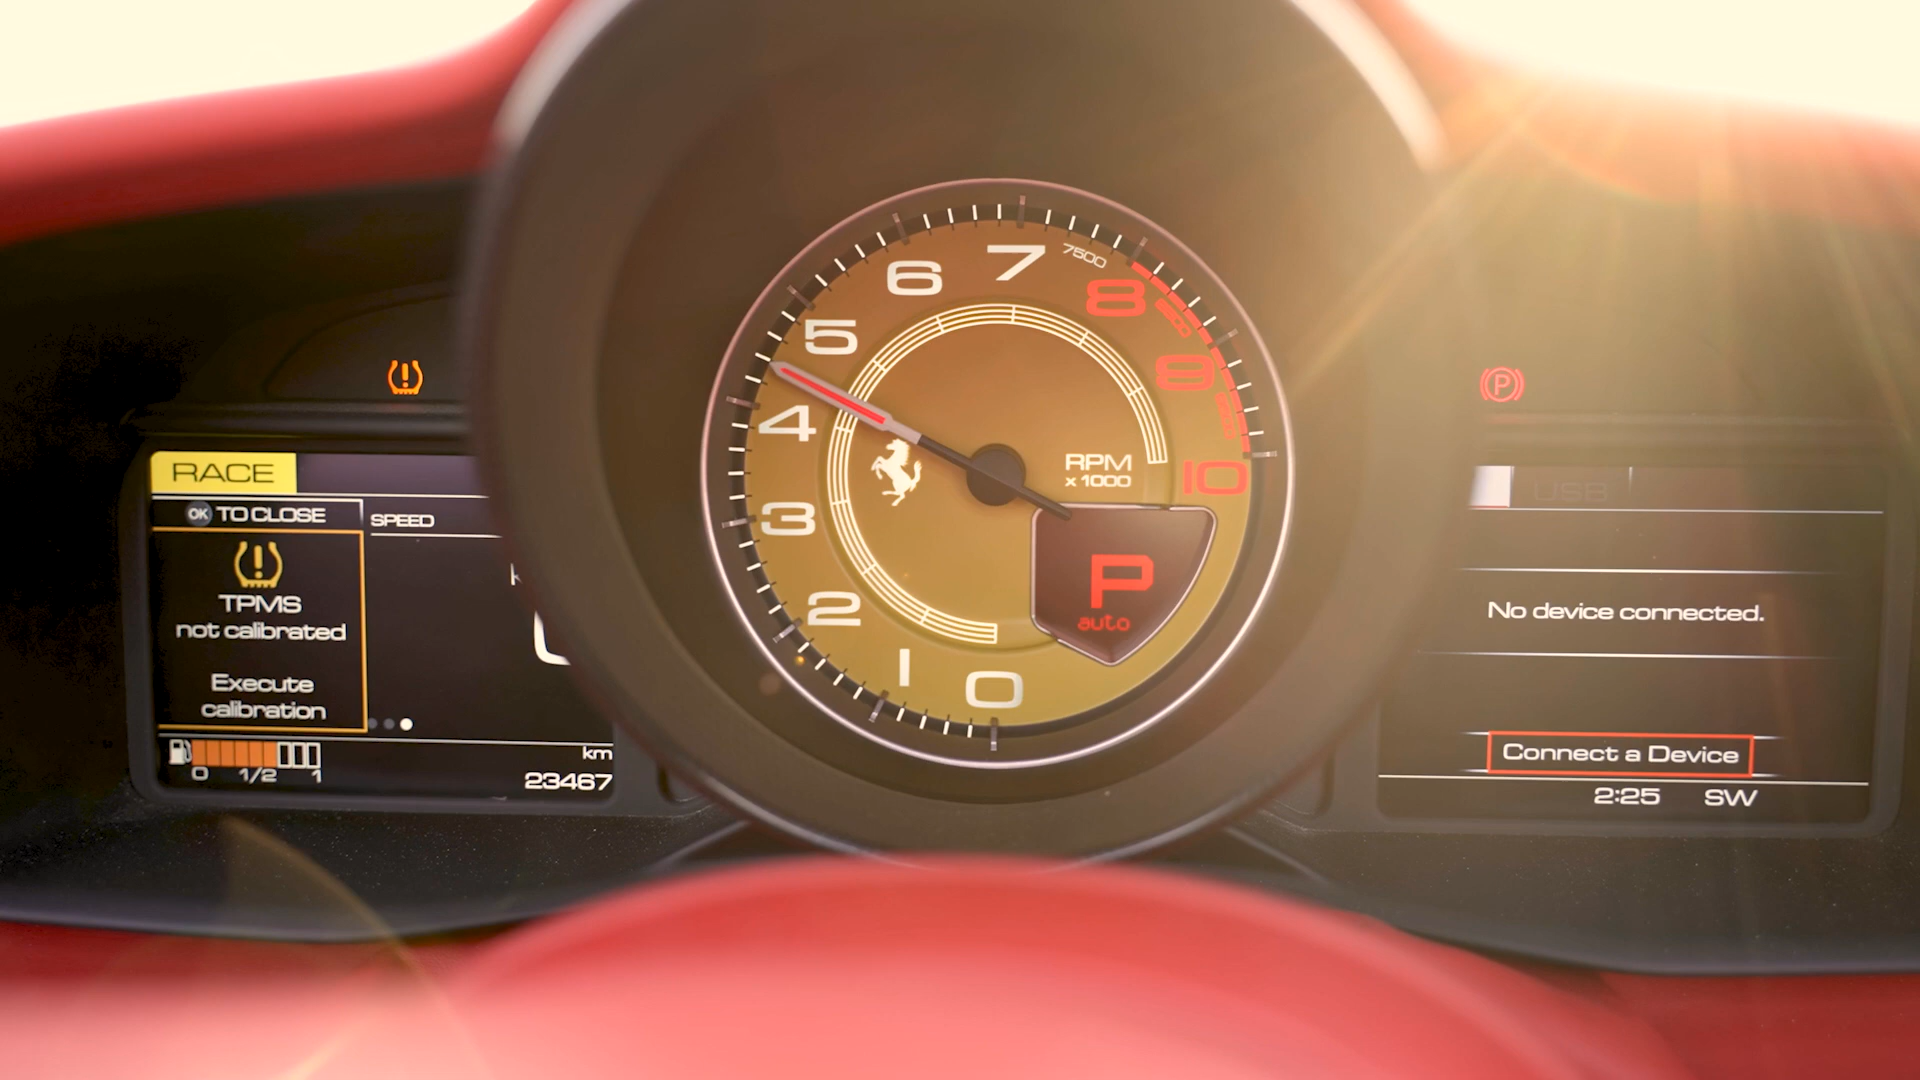 RACE
OK TO CLOSE
SPEED
TPMS
not calibrated
Execute
calibration
0 1/2 1
km
23467
0
1
2
3
4
5
6
7
7500
8
9
10
RPM
x 1000
P
auto
P
USB
No device connected.
Connect a Device
2:25 SW